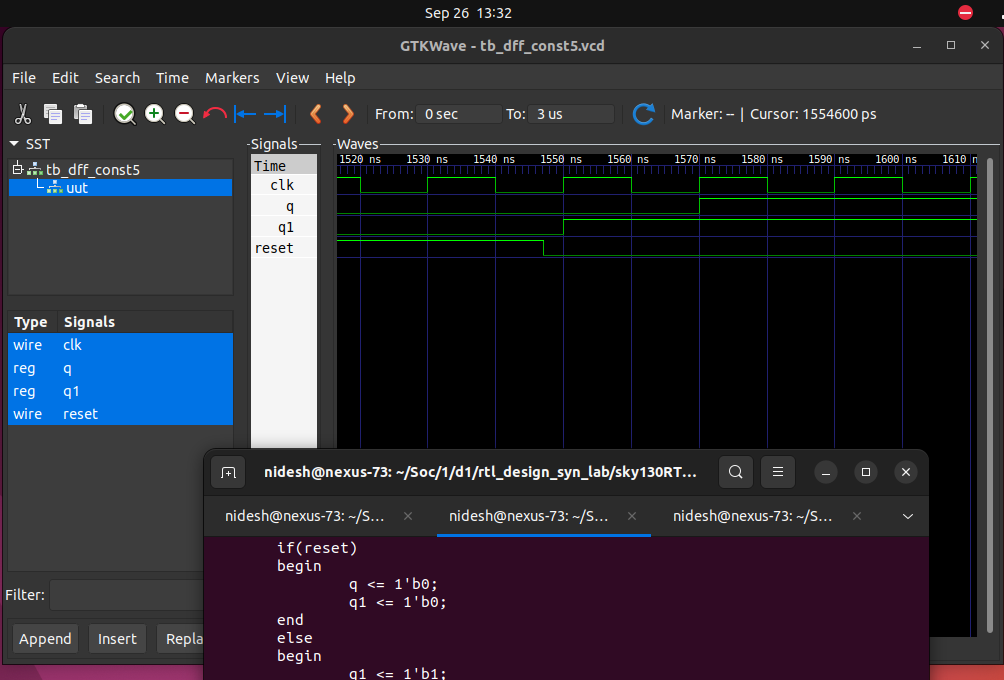 Sep 26 13:32
GTKWave - tb_dff_const5.vcd
File Edit Search Time Markers View Help
From: 0 sec To: 3 us Marker: -- | Cursor: 1554600 ps
SST
tb_dff_const5
uut
Type Signals
wire clk
reg q
reg q1
wire reset
Filter:
Append Insert Repla
Signals
Time
clk
q
q1
reset
Waves
1520 ns 1530 ns 1540 ns 1550 ns 1560 ns 1570 ns 1580 ns 1590 ns 1600 ns 1610 n
nidesh@nexus-73: ~/Soc/1/d1/rtl_design_syn_lab/sky130RT...
nidesh@nexus-73: ~/S... nidesh@nexus-73: ~/S... nidesh@nexus-73: ~/S...
if(reset)
begin
q <= 1'b0;
q1 <= 1'b0;
end
else
begin
q1 <= 1'b1;